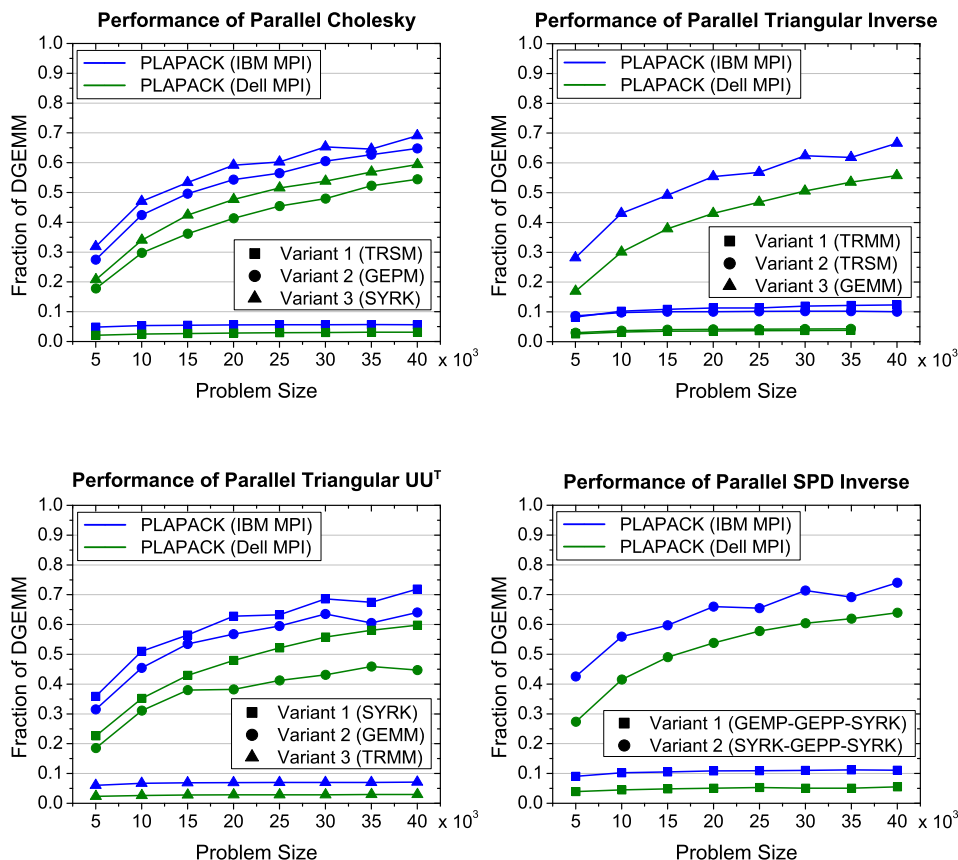 Performance of Parallel Cholesky
1.0
0.9
0.8
0.7
0.6
0.5
0.4
0.3
0.2
0.1
0.0
Fraction of DGEMM
PLAPACK (IBM MPI)
PLAPACK (Dell MPI)
Variant 1 (TRSM)
Variant 2 (GEPM)
Variant 3 (SYRK)
5 10 15 20 25 30 35 40 x 10³
Problem Size
Performance of Parallel Triangular Inverse
1.0
0.9
0.8
0.7
0.6
0.5
0.4
0.3
0.2
0.1
0.0
Fraction of DGEMM
PLAPACK (IBM MPI)
PLAPACK (Dell MPI)
Variant 1 (TRMM)
Variant 2 (TRSM)
Variant 3 (GEMM)
5 10 15 20 25 30 35 40 x 10³
Problem Size
Performance of Parallel Triangular UUᵀ
1.0
0.9
0.8
0.7
0.6
0.5
0.4
0.3
0.2
0.1
0.0
Fraction of DGEMM
PLAPACK (IBM MPI)
PLAPACK (Dell MPI)
Variant 1 (SYRK)
Variant 2 (GEMM)
Variant 3 (TRMM)
5 10 15 20 25 30 35 40 x 10³
Problem Size
Performance of Parallel SPD Inverse
1.0
0.9
0.8
0.7
0.6
0.5
0.4
0.3
0.2
0.1
0.0
Fraction of DGEMM
PLAPACK (IBM MPI)
PLAPACK (Dell MPI)
Variant 1 (GEMP-GEPP-SYRK)
Variant 2 (SYRK-GEPP-SYRK)
5 10 15 20 25 30 35 40 x 10³
Problem Size